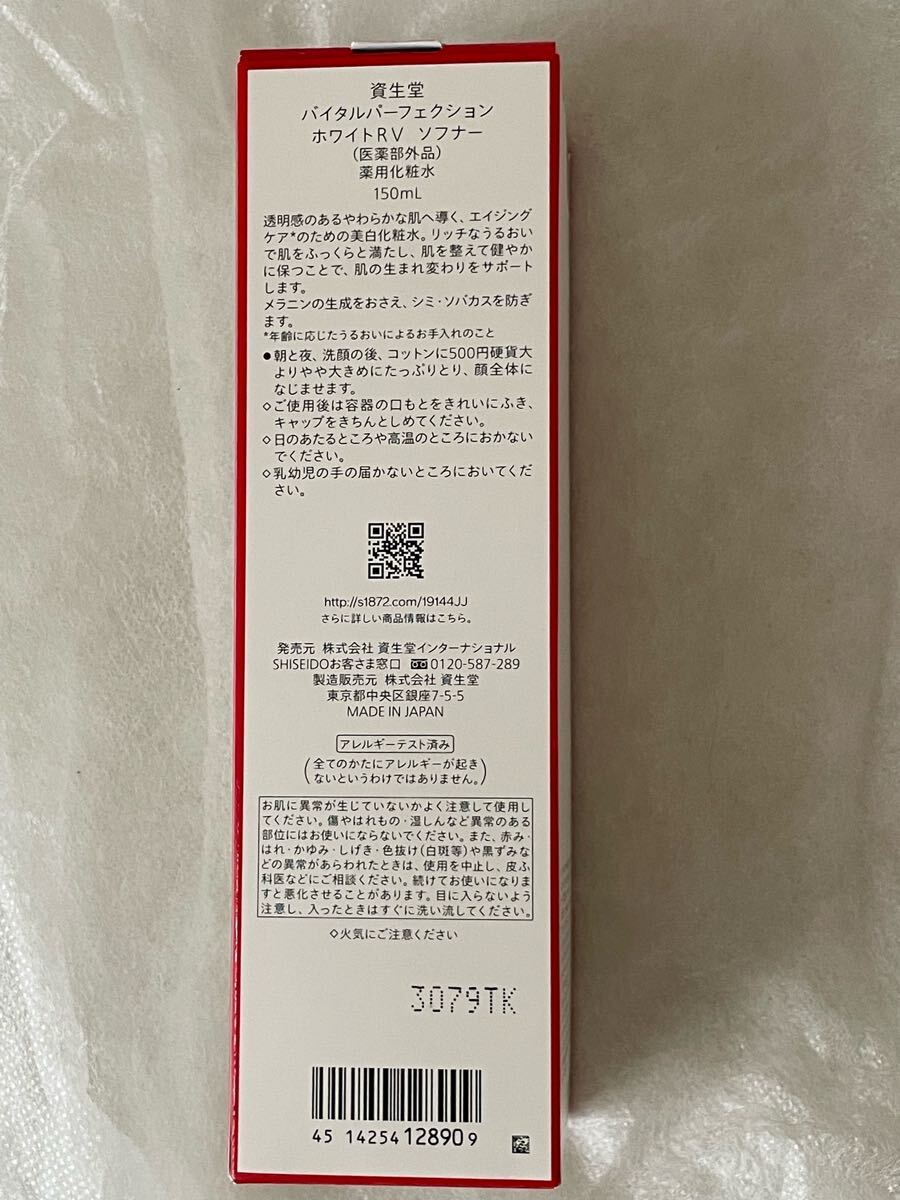 資生堂
バイタルパーフェクション
ホワイトRV ソフナー
(医薬部外品)
薬用化粧水
150mL
透明感のあるやわらかな肌へ導く、エイジング
ケア*のための美白化粧水。リッチなうるおい
で肌をふっくらと満たし、肌を整えて健やか
に保つことで、肌の生まれ変わりをサポート
します。
メラニンの生成をおさえ、シミ・ソバカスを防ぎ
ます。
*年齢に応じたうるおいによるお手入れのこと
●朝と夜、洗顔の後、コットンに500円硬貨大
よりやや大きめにたっぷりとり、顔全体に
なじませます。
◇ご使用後は容器の口もとをきれいにふき、
キャップをきちんとしめてください。
◇日のあたるところや高温のところにおかない
でください。
◇乳幼児の手の届かないところにおいてくだ
さい。
http://s1872.com/19144JJ
さらに詳しい商品情報はこちら。
発売元 株式会社 資生堂インターナショナル
SHISEIDOお客さま窓口 0120-587-289
製造販売元 株式会社 資生堂
東京都中央区銀座7-5-5
MADE IN JAPAN
アレルギーテスト済み
(全てのかたにアレルギーが起き
ないというわけではありません。)
お肌に異常が生じていないかよく注意して使用し
てください。傷やはれもの・湿しんなど異常のある
部位にはお使いにならないでください。また、赤み・
はれ・かゆみ・しげき・色抜け(白斑等)や黒ずみな
どの異常があらわれたときは、使用を中止し、皮ふ
科医などにご相談ください。続けてお使いになりま
すと悪化させることがあります。目に入らないよう
注意し、入ったときはすぐに洗い流してください。
◇火気にご注意ください
3079TK
45 14254 12890 9